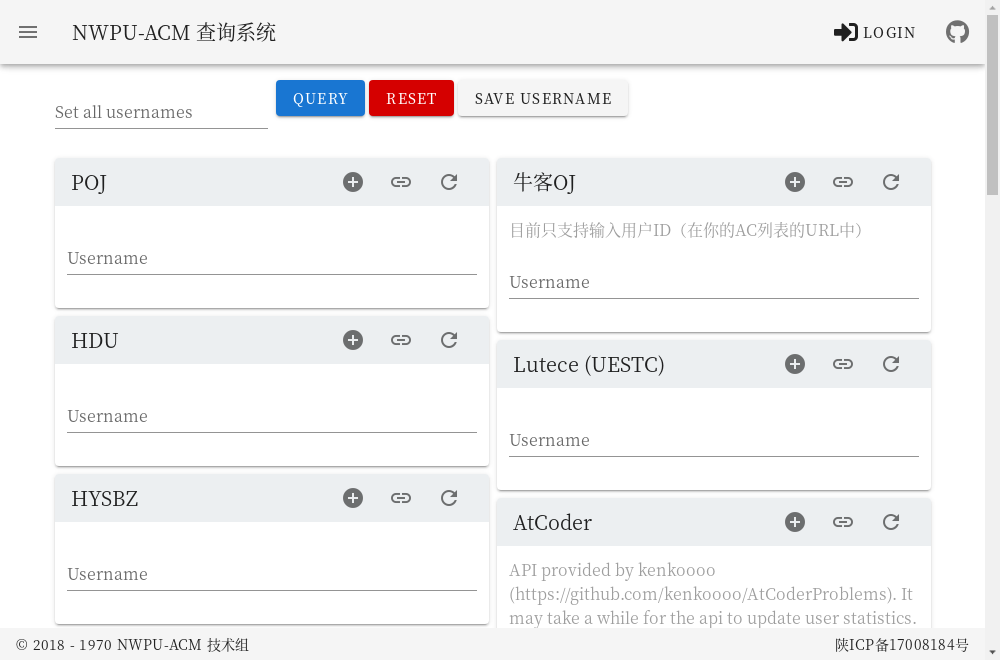 NWPU-ACM 查询系统
LOGIN
Set all usernames
QUERY
RESET
SAVE USERNAME
POJ
Username
HDU
Username
HYSBZ
Username
牛客OJ
目前只支持输入用户ID（在你的AC列表的URL中）
Username
Lutece (UESTC)
Username
AtCoder
API provided by kenkoooo
(https://github.com/kenkoooo/AtCoderProblems). It
may take a while for the api to update user statistics.
© 2018 - 1970 NWPU-ACM 技术组
陕ICP备17008184号